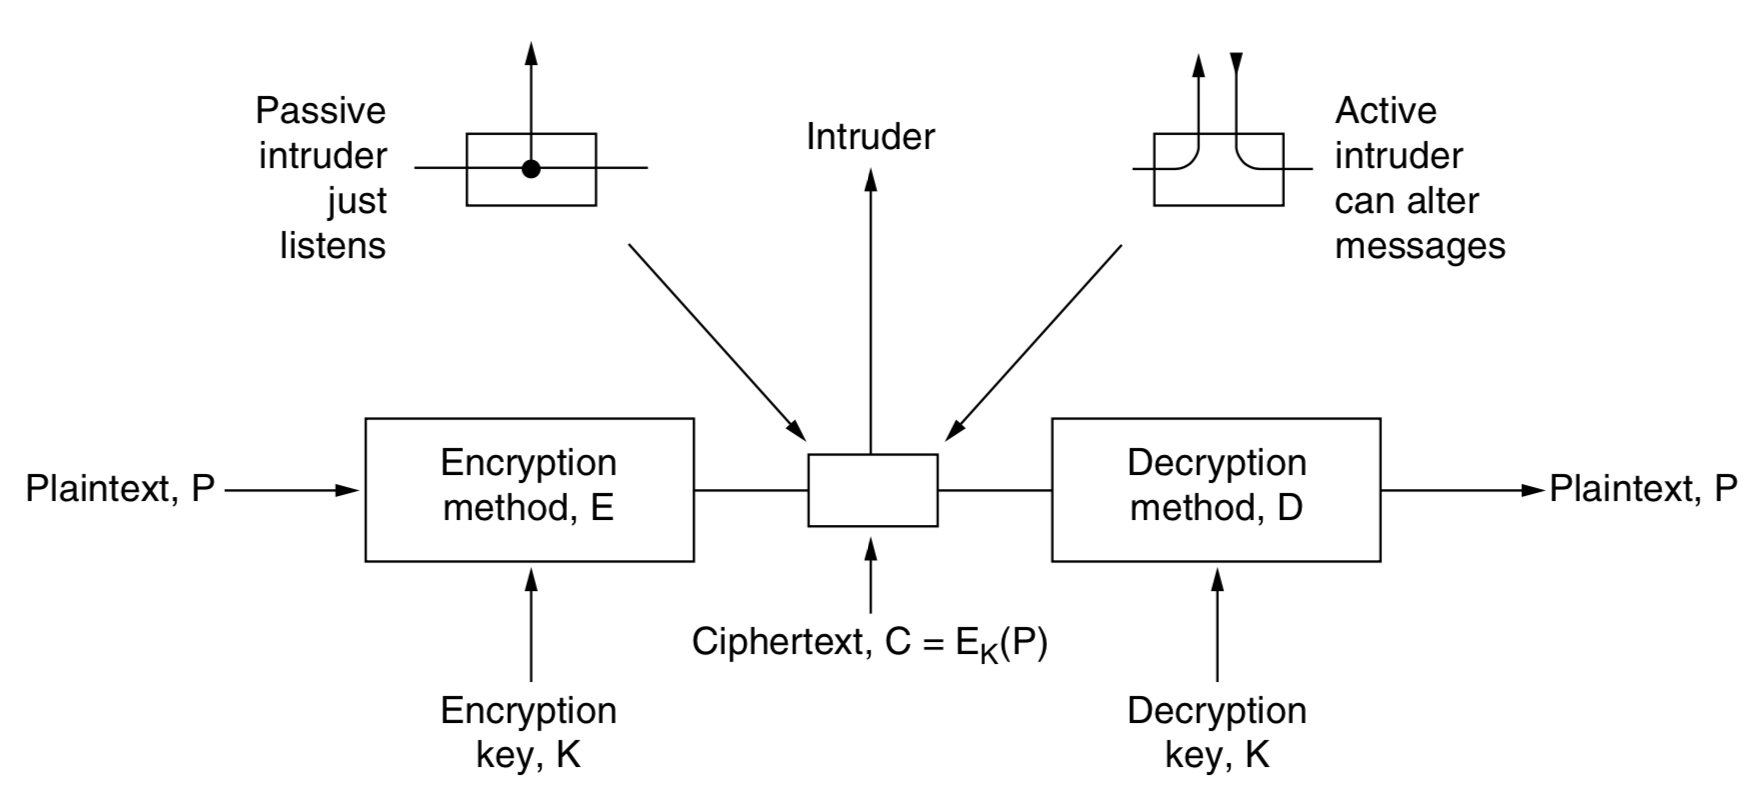 Passive
intruder
just
listens
Intruder
Active
intruder
can alter
messages
Plaintext, P
Encryption
method, E
Decryption
method, D
Plaintext, P
Ciphertext, C = E_K(P)
Encryption
key, K
Decryption
key, K